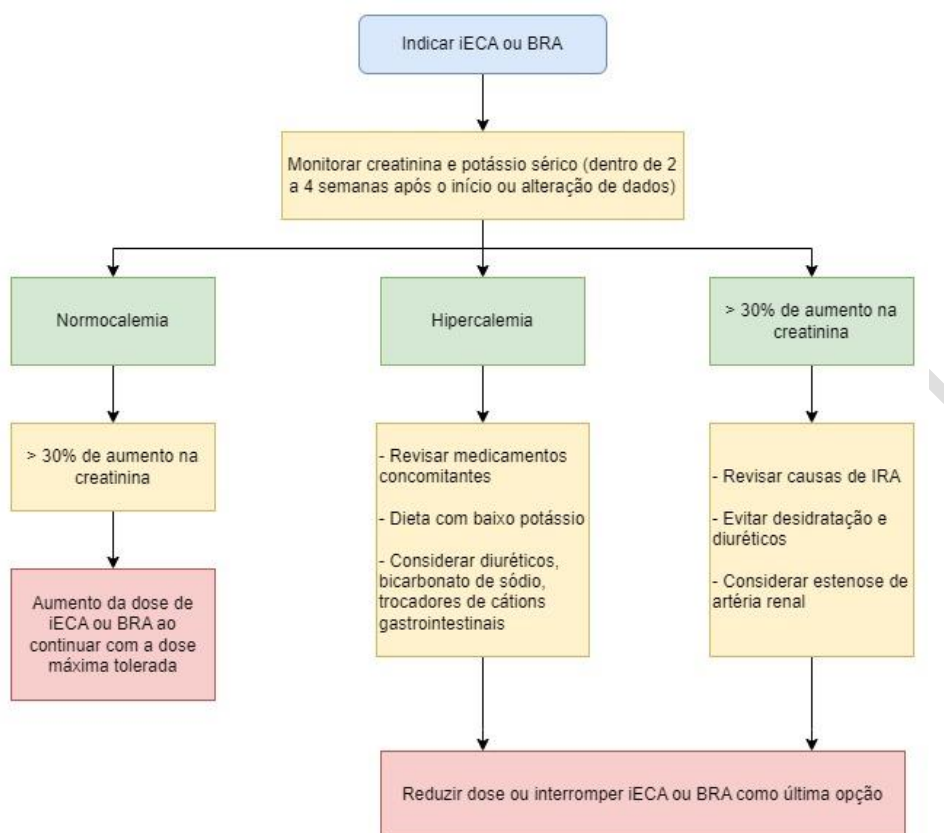 Indicar iECA ou BRA
Monitorar creatinina e potássio sérico (dentro de 2
a 4 semanas após o início ou alteração de dados)
Normocalemia
Hipercalemia
> 30% de aumento na
creatinina
> 30% de aumento na
creatinina
- Revisar medicamentos
concomitantes
- Dieta com baixo potássio
- Considerar diuréticos,
bicarbonato de sódio,
trocadores de cátions
gastrointestinais
- Revisar causas de IRA
- Evitar desidratação e
diuréticos
- Considerar estenose de
artéria renal
Aumento da dose de
iECA ou BRA ao
continuar com a dose
máxima tolerada
Reduzir dose ou interromper iECA ou BRA como última opção